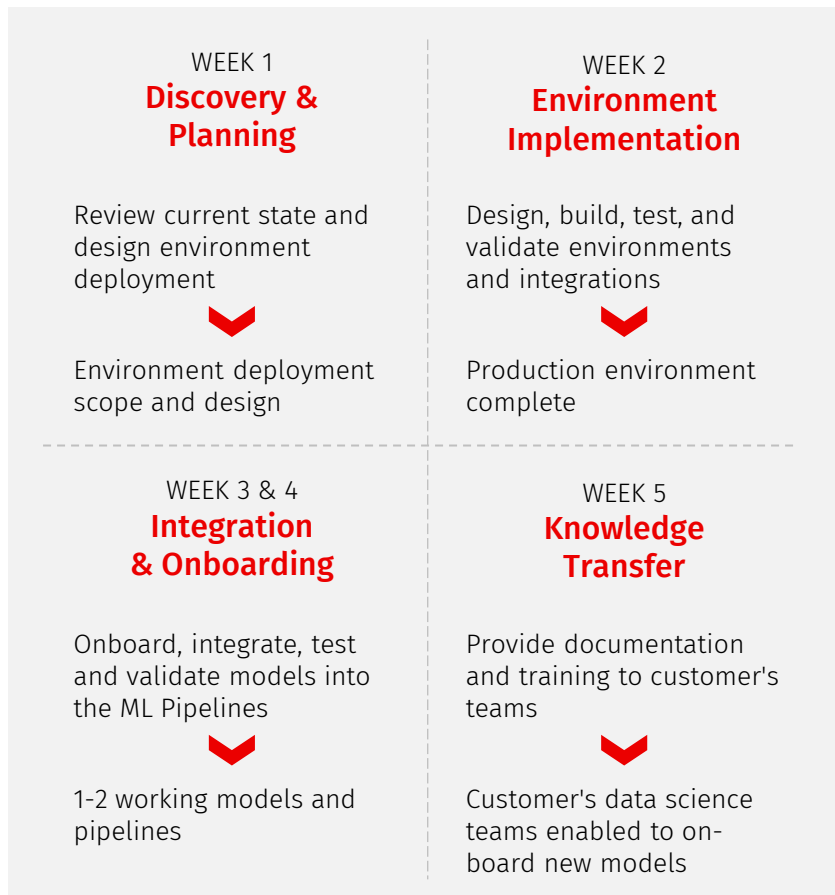 WEEK 1
Discovery &
Planning
Review current state and
design environment
deployment
Environment deployment
scope and design
WEEK 2
Environment
Implementation
Design, build, test, and
validate environments
and integrations
Production environment
complete
WEEK 3 & 4
Integration
& Onboarding
Onboard, integrate, test
and validate models into
the ML Pipelines
1-2 working models and
pipelines
WEEK 5
Knowledge
Transfer
Provide documentation
and training to customer's
teams
Customer's data science
teams enabled to on-
board new models